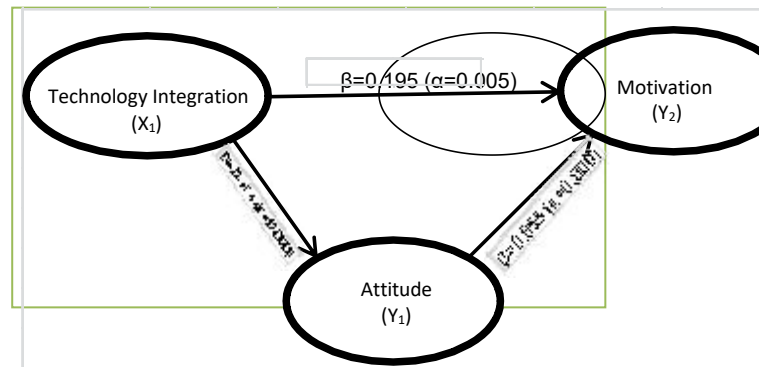 β=0.195 (α=0.005)
Technology Integration
(X₁)
Motivation
(Y₂)
Attitude
(Y₁)